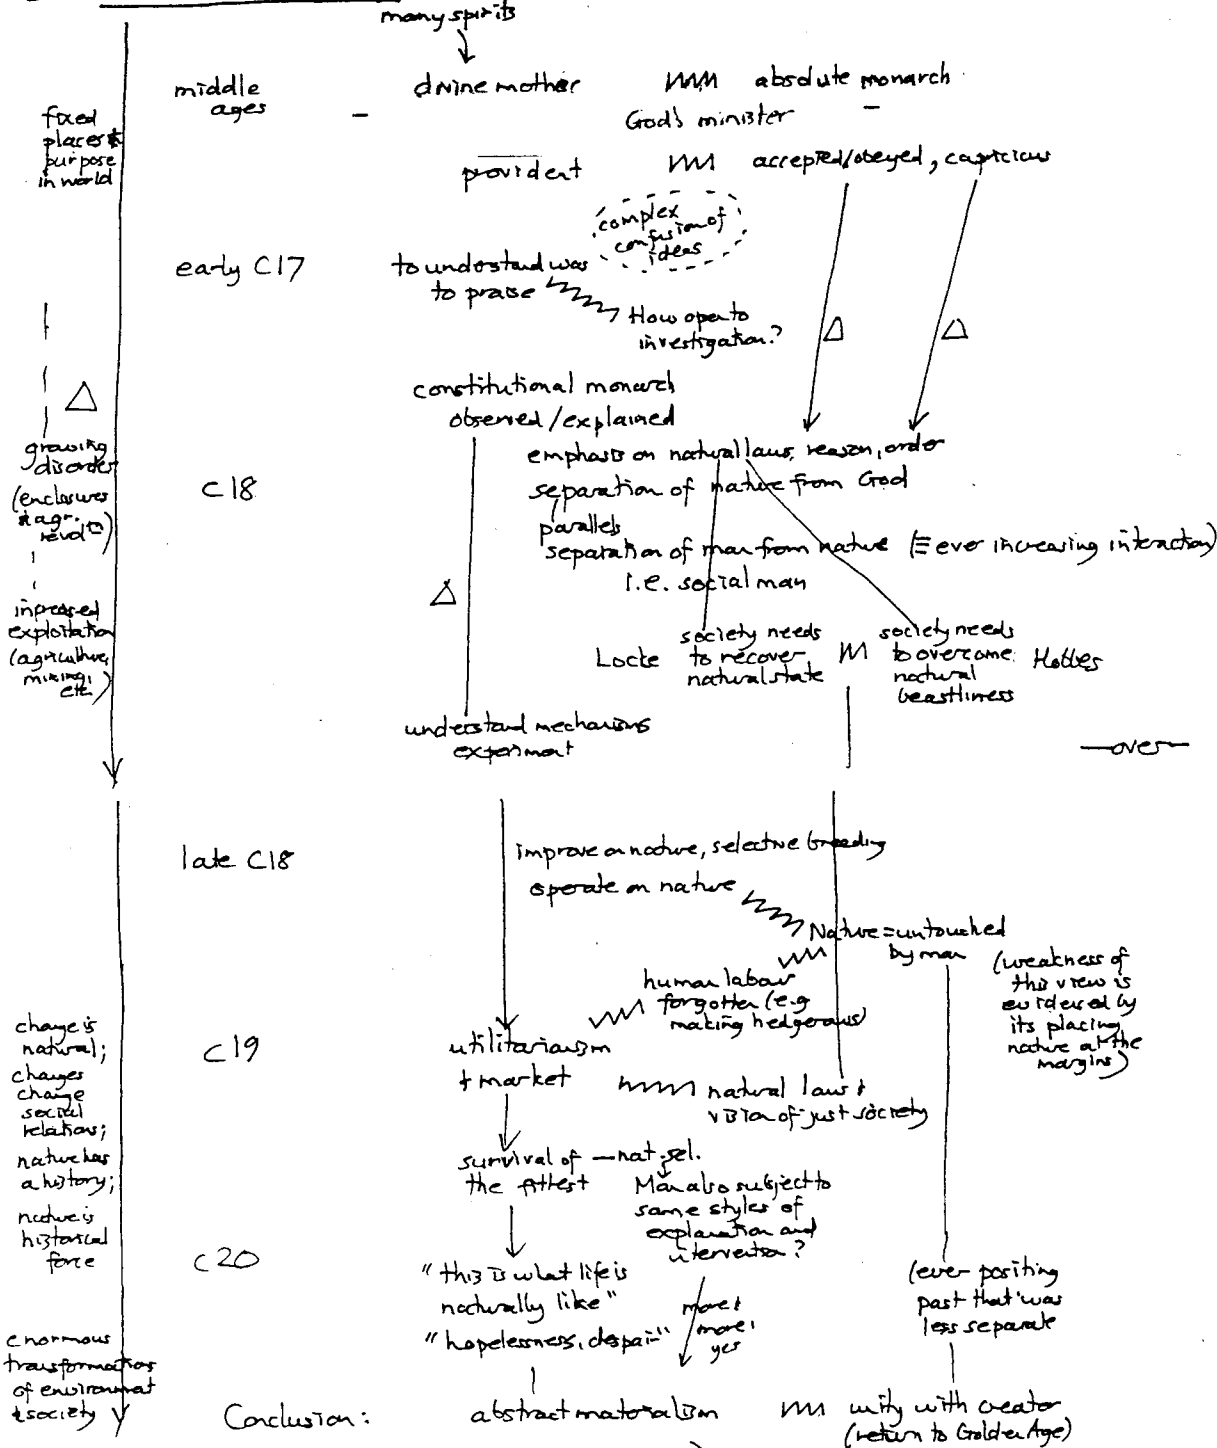 many spirits
middle
ages
divine mother
absolute monarch
God's minister
fixed
places &
purpose
in world
provident
accepted/obeyed, capricious
complex
confusion of
ideas
early C17
to understand was
to praise
How open to
investigation?
Δ
Δ
Δ
constitutional monarch
observed/explained
growing
disorder
(enclosures
& agr.
revoltn)
C18
emphasis on natural laws, reason, order
separation of nature from God
parallels
separation of man from nature (≡ ever increasing interaction)
i.e. social man
Δ
increased
exploitation
(agriculture,
mining,
etc.)
Locke
society needs
to recover
natural state
society needs
to overcome
natural
beastliness
Hobbes
understand mechanisms
experiment
—over—
late C18
improve on nature, selective breeding
operate on nature
Nature = untouched
by man
(weakness of
this view is
evidenced by
its placing
nature at the
margins)
human labour
forgotten (e.g
making hedgerows)
change is
natural;
changes
change
social
relations;
nature has
a history;
nature is
historical
force
C19
utilitarianism
+ market
natural laws +
vision of just society
survival of — nat. sel.
the fittest
Man also subject to
same styles of
explanation and
intervention?
C20
"this is what life is
naturally like"
"hopelessness, despair"
more!
more!
yes
(ever positing
past that was
less separate
enormous
transformations
of environment
& society
Conclusion:
abstract materialism
unity with creator
(return to Golden Age)